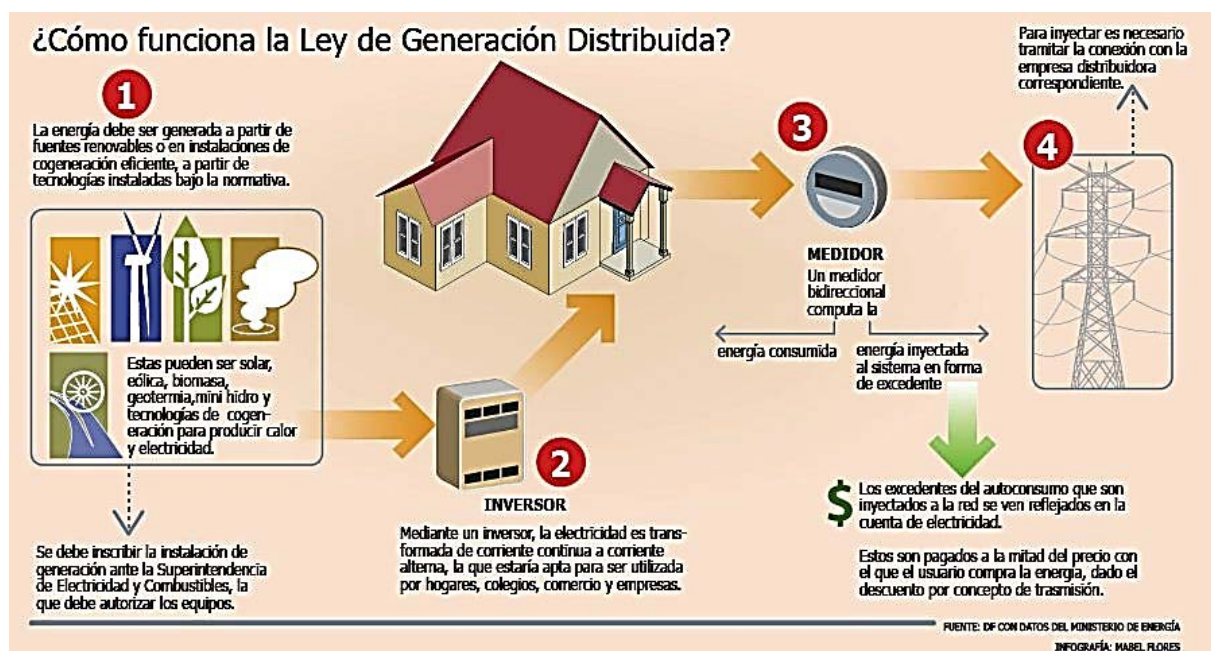 ¿Cómo funciona la Ley de Generación Distribuida?
1
La energía debe ser generada a partir de
fuentes renovables o en instalaciones de
cogeneración eficiente, a partir de
tecnologías instaladas bajo la normativa.
Estas pueden ser solar,
eólica, biomasa,
geotermia,mini hidro y
tecnologías de cogen-
eración para producir calor
y electricidad.
Se debe inscribir la instalación de
generación ante la Superintendencia
de Electricidad y Combustibles, la
que debe autorizar los equipos.
2
INVERSOR
Mediante un inversor, la electricidad es trans-
formada de corriente continua a corriente
alterna, la que estaría apta para ser utilizada
por hogares, colegios, comercio y empresas.
3
MEDIDOR
Un medidor
bidireccional
computa la
energía consumida
energía inyectada
al sistema en forma
de excedente
$ Los excedentes del autoconsumo que son
inyectados a la red se ven reflejados en la
cuenta de electricidad.
Estos son pagados a la mitad del precio con
el que el usuario compra la energía, dado el
descuento por concepto de trasmisión.
4
Para inyectar es necesario
tramitar la conexión con la
empresa distribuidora
correspondiente.
FUENTE: DF CON DATOS DEL MINISTERIO DE ENERGÍA
INFOGRAFÍA: MABEL FLORES